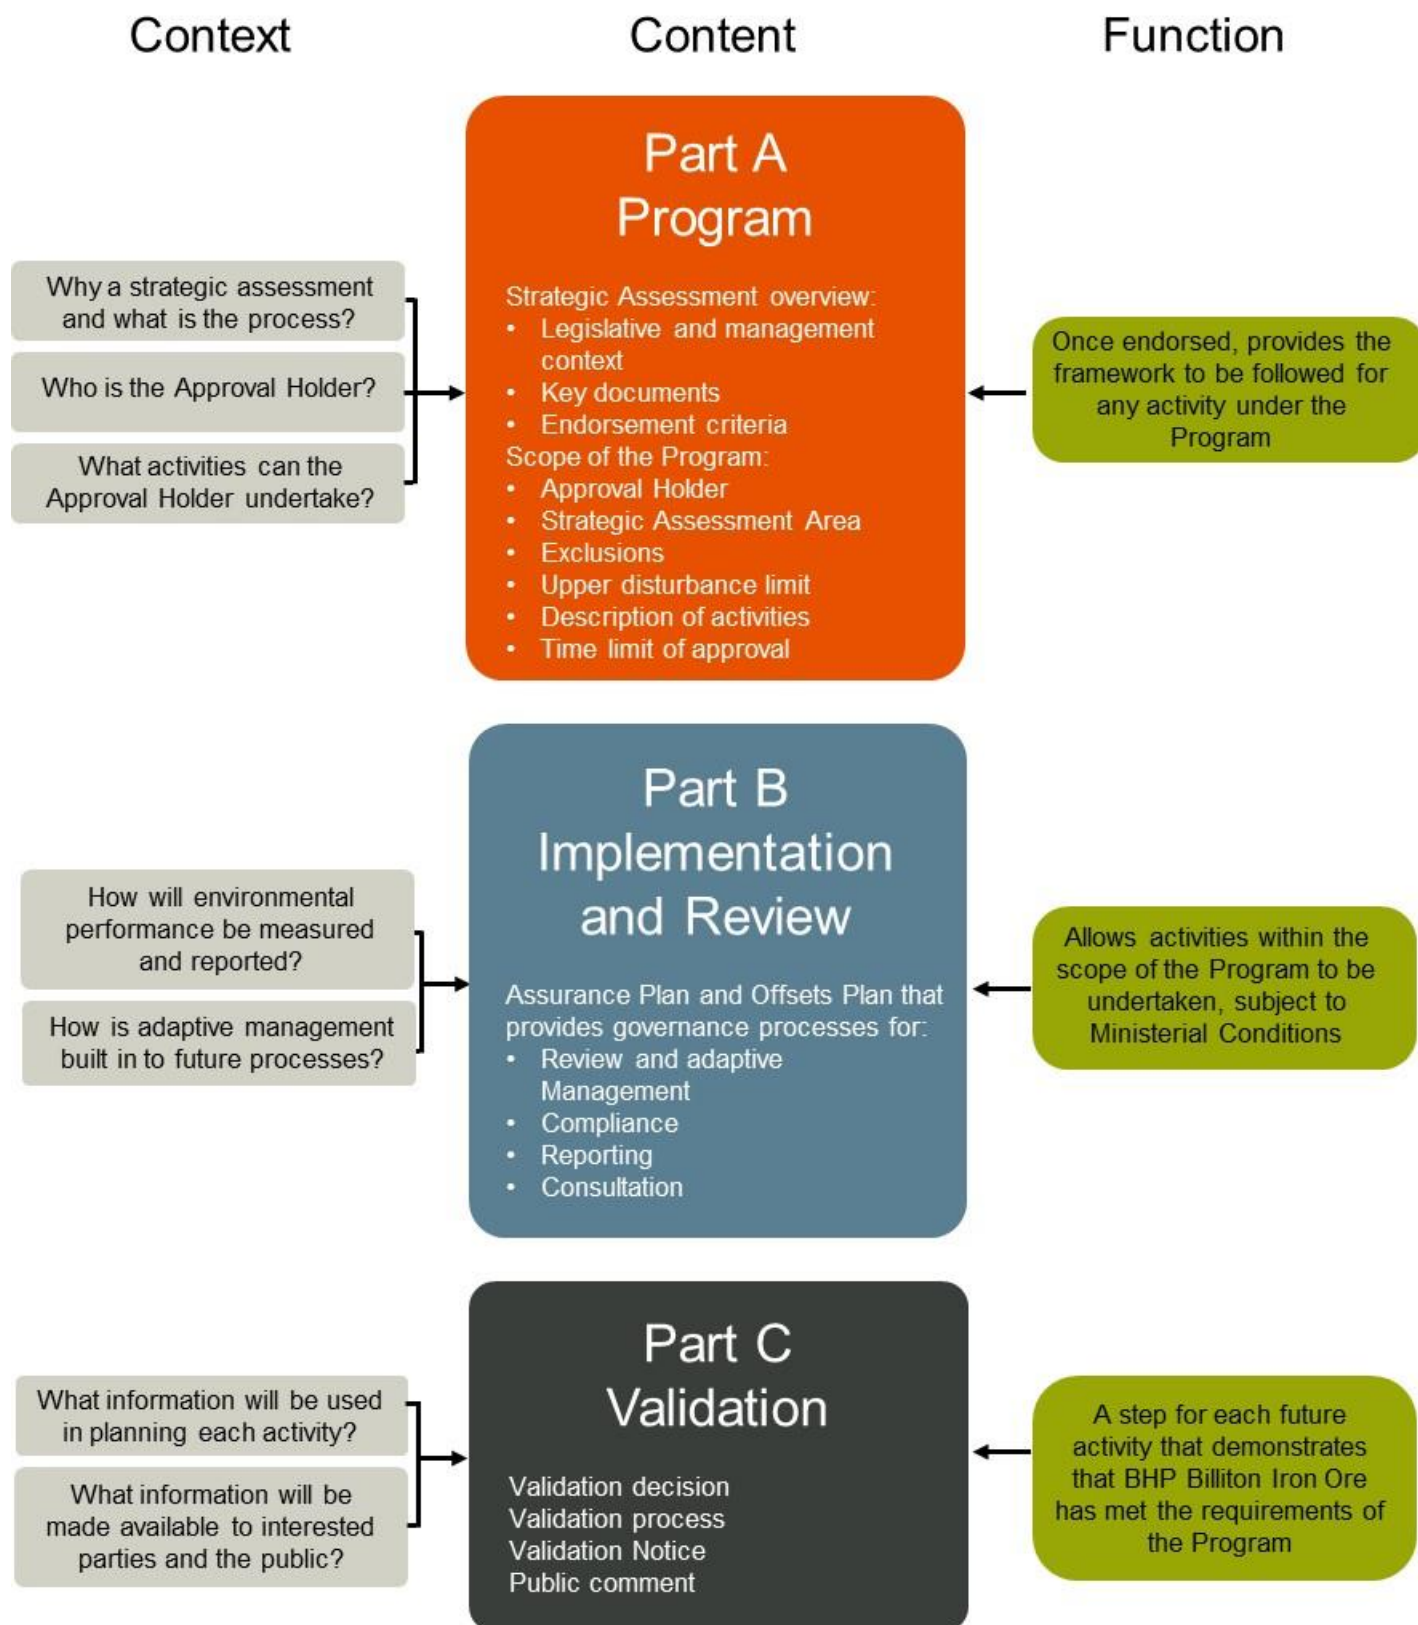 Context
Content
Function
Part A
Program
Why a strategic assessment
and what is the process?
Who is the Approval Holder?
What activities can the
Approval Holder undertake?
Strategic Assessment overview:
• Legislative and management
context
• Key documents
• Endorsement criteria
Scope of the Program:
• Approval Holder
• Strategic Assessment Area
• Exclusions
• Upper disturbance limit
• Description of activities
• Time limit of approval
Once endorsed, provides the
framework to be followed for
any activity under the
Program
Part B
Implementation
and Review
How will environmental
performance be measured
and reported?
How is adaptive management
built in to future processes?
Assurance Plan and Offsets Plan that
provides governance processes for:
• Review and adaptive
Management
• Compliance
• Reporting
• Consultation
Allows activities within the
scope of the Program to be
undertaken, subject to
Ministerial Conditions
Part C
Validation
What information will be used
in planning each activity?
What information will be
made available to interested
parties and the public?
Validation decision
Validation process
Validation Notice
Public comment
A step for each future
activity that demonstrates
that BHP Billiton Iron Ore
has met the requirements of
the Program